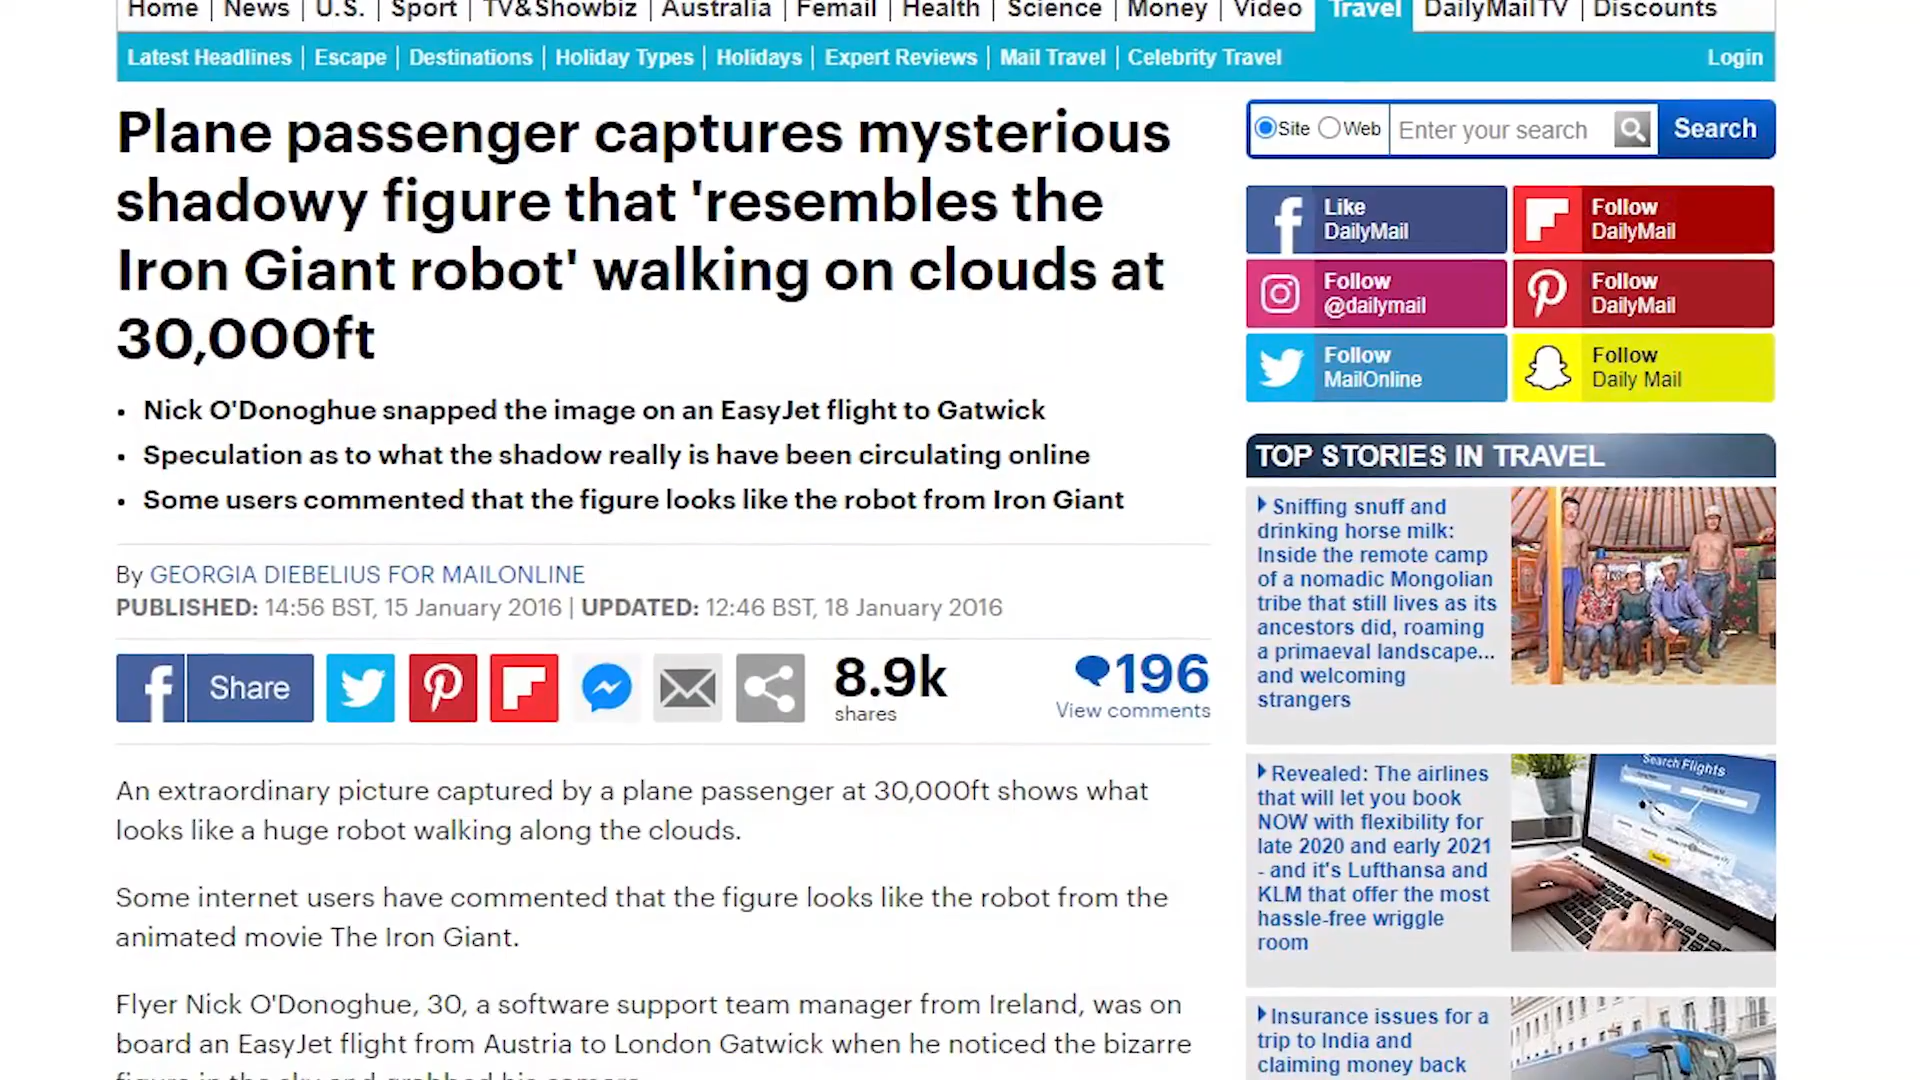 Home | News | U.S. | Sport | TV&Showbiz | Australia | Femail | Health | Science | Money | Video | Travel | DailyMailTV | Discounts
Latest Headlines | Escape | Destinations | Holiday Types | Holidays | Expert Reviews | Mail Travel | Celebrity Travel
Login
Plane passenger captures mysterious
shadowy figure that 'resembles the
Iron Giant robot' walking on clouds at
30,000ft
• Nick O'Donoghue snapped the image on an EasyJet flight to Gatwick
• Speculation as to what the shadow really is have been circulating online
• Some users commented that the figure looks like the robot from Iron Giant
By GEORGIA DIEBELIUS FOR MAILONLINE
PUBLISHED: 14:56 BST, 15 January 2016 | UPDATED: 12:46 BST, 18 January 2016
Share
8.9k
shares
196
View comments
An extraordinary picture captured by a plane passenger at 30,000ft shows what
looks like a huge robot walking along the clouds.
Some internet users have commented that the figure looks like the robot from the
animated movie The Iron Giant.
Flyer Nick O'Donoghue, 30, a software support team manager from Ireland, was on
board an EasyJet flight from Austria to London Gatwick when he noticed the bizarre
figure in the sky and grabbed his camera.
Site Web Enter your search Search
Like
DailyMail
Follow
DailyMail
Follow
@dailymail
Follow
DailyMail
Follow
MailOnline
Follow
Daily Mail
TOP STORIES IN TRAVEL
Sniffing snuff and
drinking horse milk:
Inside the remote camp
of a nomadic Mongolian
tribe that still lives as its
ancestors did, roaming
a primaeval landscape...
and welcoming
strangers
Revealed: The airlines
that will let you book
NOW with flexibility for
late 2020 and early 2021
- and it's Lufthansa and
KLM that offer the most
hassle-free wriggle
room
Search Flights
Insurance issues for a
trip to India and
claiming money back